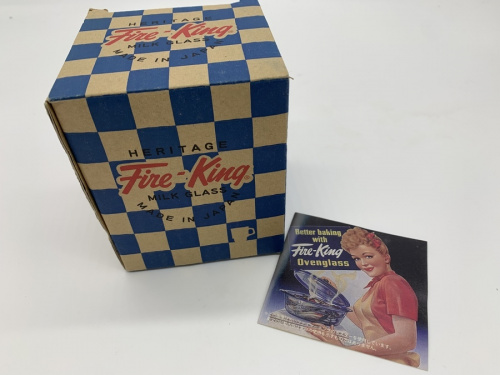 HERITAGE
Fire-King
MILK GLASS
MADE IN JAPAN
HERITAGE
Fire-King
MILK GLASS
MADE IN JAPAN
Better baking
with
Fire-King
Ovenglass